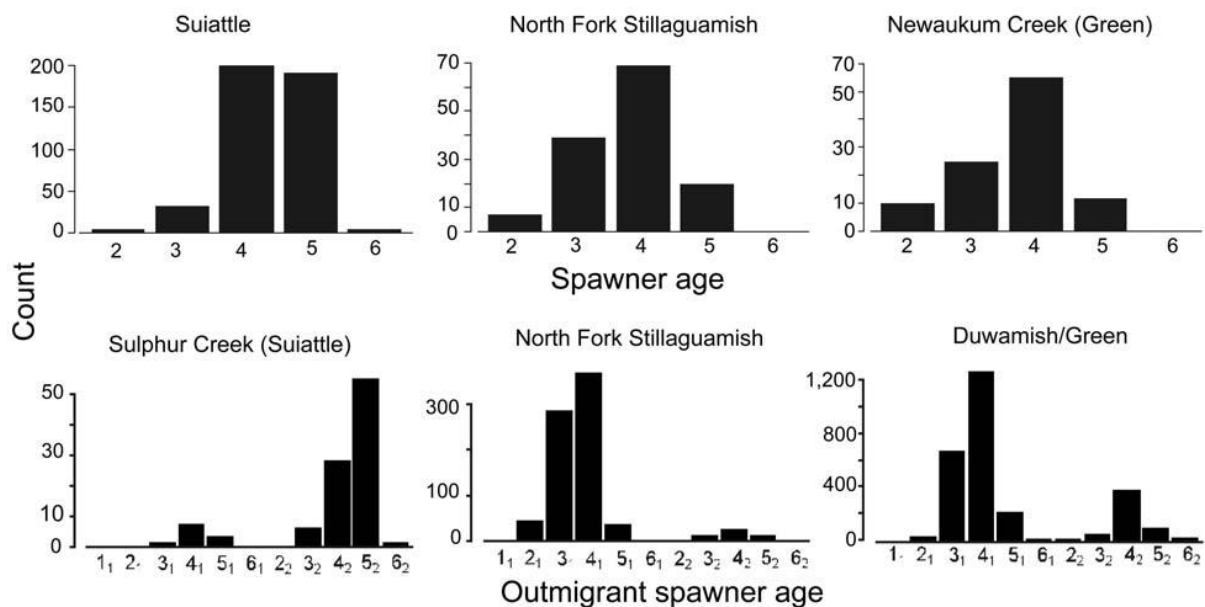 Suiattle
200
150
100
50
0
2 3 4 5 6
North Fork Stillaguamish
70
50
30
10
0
2 3 4 5 6
Newaukum Creek (Green)
70
50
30
10
0
2 3 4 5 6
Spawner age
Count
Sulphur Creek (Suiattle)
50
30
10
0
1₁ 3₁ 4₁ 5₁ 6₁ 2₂ 3₂ 4₂ 5₂ 6₂
North Fork Stillaguamish
300
100
0
1₁ 2₁ 4₁ 5₁ 6₁ 2₂ 3₂ 4₂ 5₂ 6₂
Duwamish/Green
1,200
800
400
0
2₁ 3₁ 4₁ 5₁ 6₁ 2₂ 3₂ 4₂ 5₂ 6₂
Outmigrant spawner age